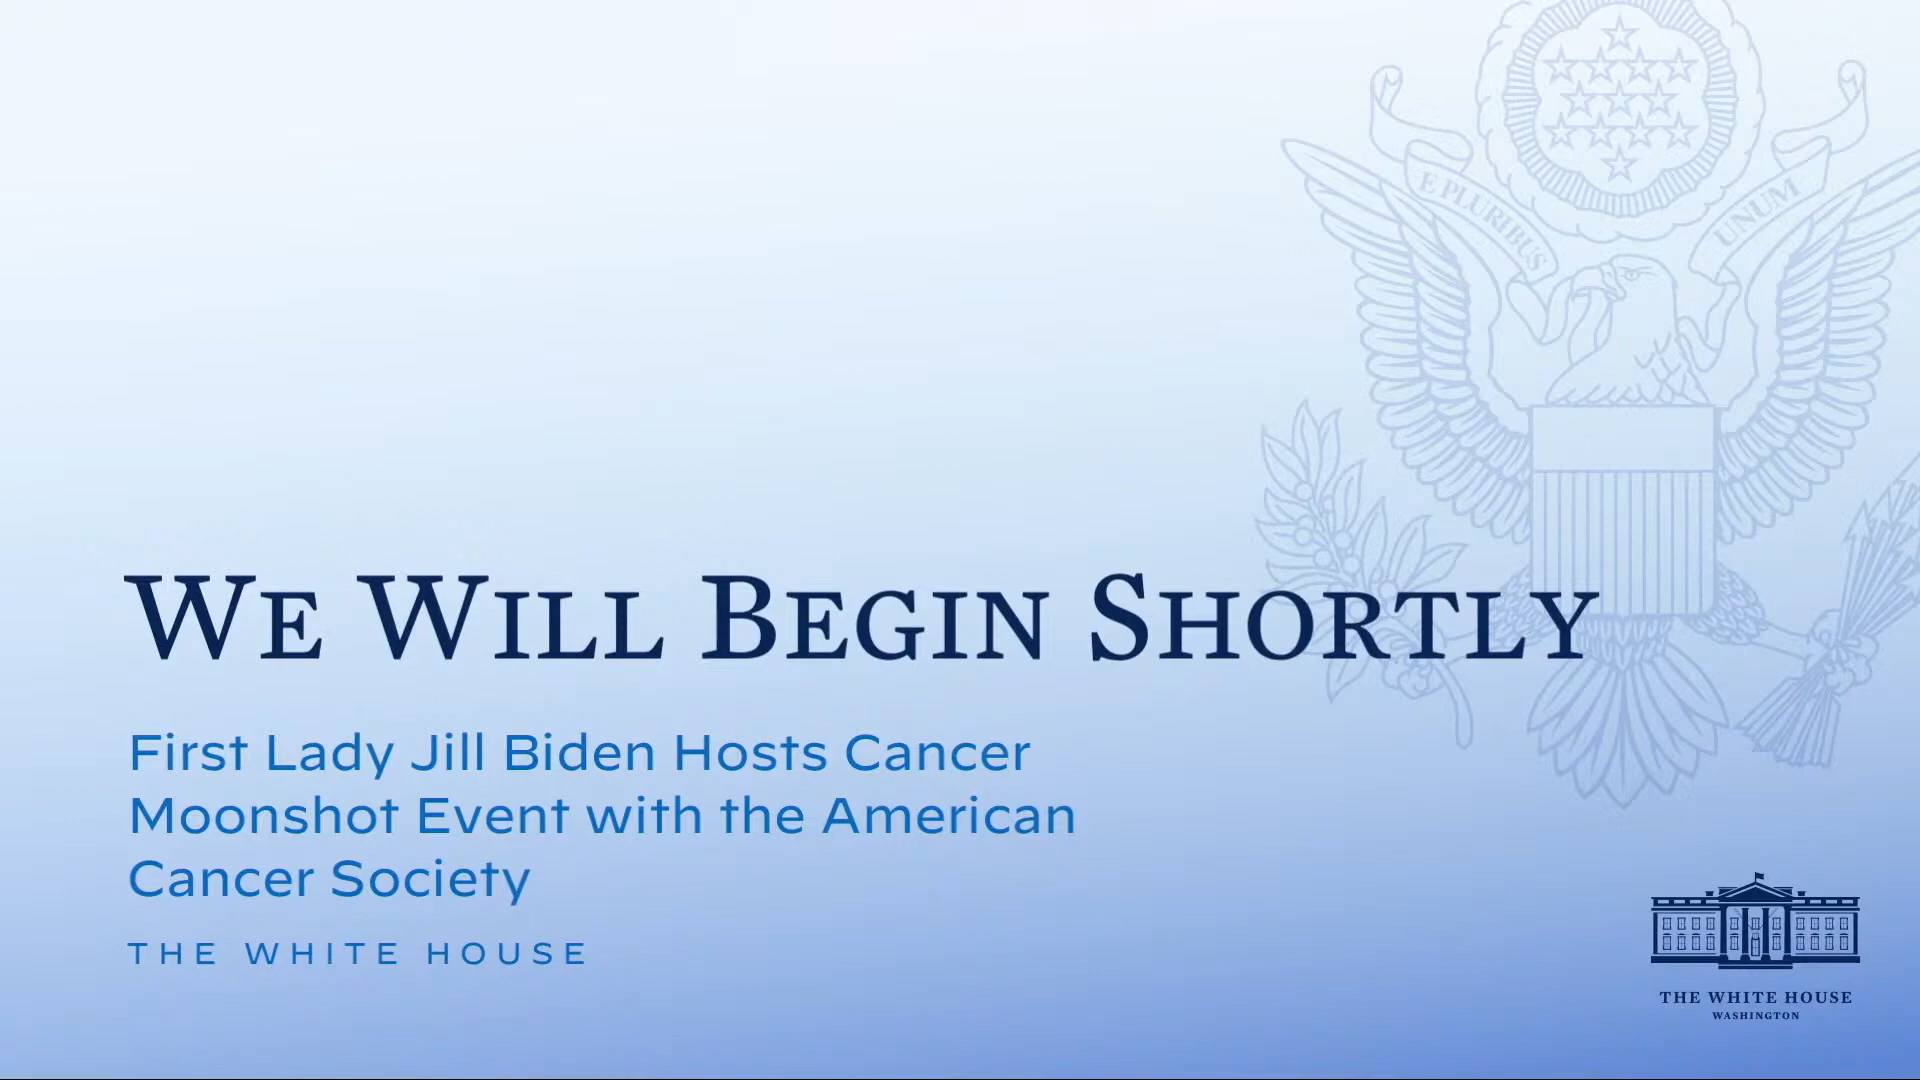 E PLURIBUS UNUM
We Will Begin Shortly
First Lady Jill Biden Hosts Cancer
Moonshot Event with the American
Cancer Society
THE WHITE HOUSE
THE WHITE HOUSE
WASHINGTON